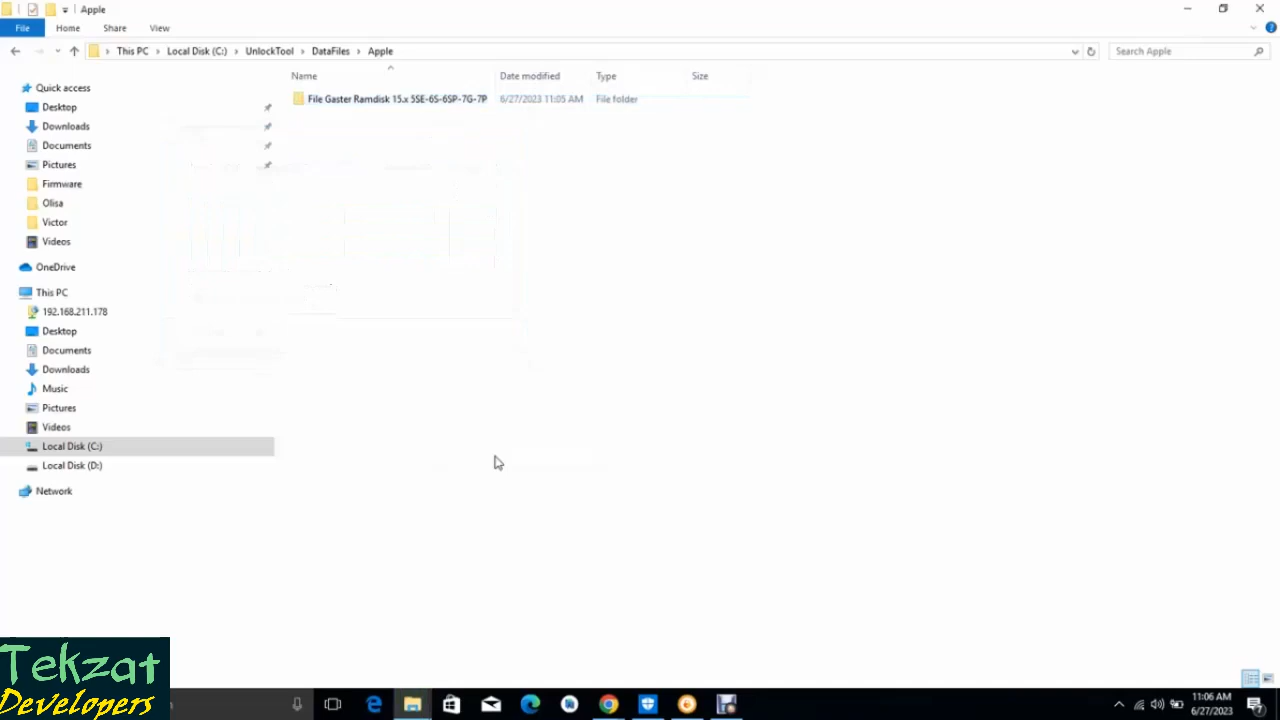 Apple
File
Home
Share
View
This PC
Local Disk (C:)
UnlockTool
DataFiles
Apple
Search Apple
Name
Date modified
Type
Size
File Gaster Ramdisk 15.x 5SE-6S-6SP-7G-7P
6/27/2023 11:05 AM
File folder
Quick access
Desktop
Downloads
Documents
Pictures
Firmware
Olisa
Victor
Videos
OneDrive
This PC
192.168.211.178
Desktop
Documents
Downloads
Music
Pictures
Videos
Local Disk (C:)
Local Disk (D:)
Network
Tekzat
Developers
11:06 AM
6/27/2023